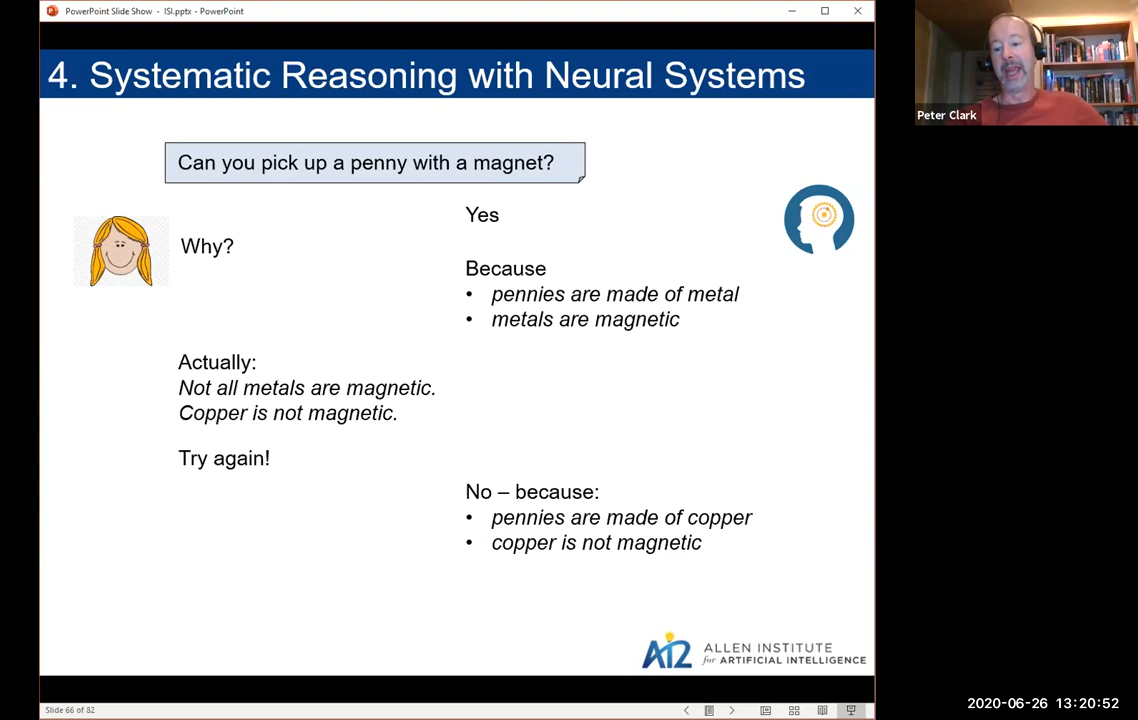 PowerPoint Slide Show - ISI.pptx - PowerPoint
4. Systematic Reasoning with Neural Systems
Can you pick up a penny with a magnet?
Yes
Why?
Because
• pennies are made of metal
• metals are magnetic
Actually:
Not all metals are magnetic.
Copper is not magnetic.
Try again!
No – because:
• pennies are made of copper
• copper is not magnetic
AI2 ALLEN INSTITUTE
for ARTIFICIAL INTELLIGENCE
Slide 66 of 82
Peter Clark
2020-06-26 13:20:52